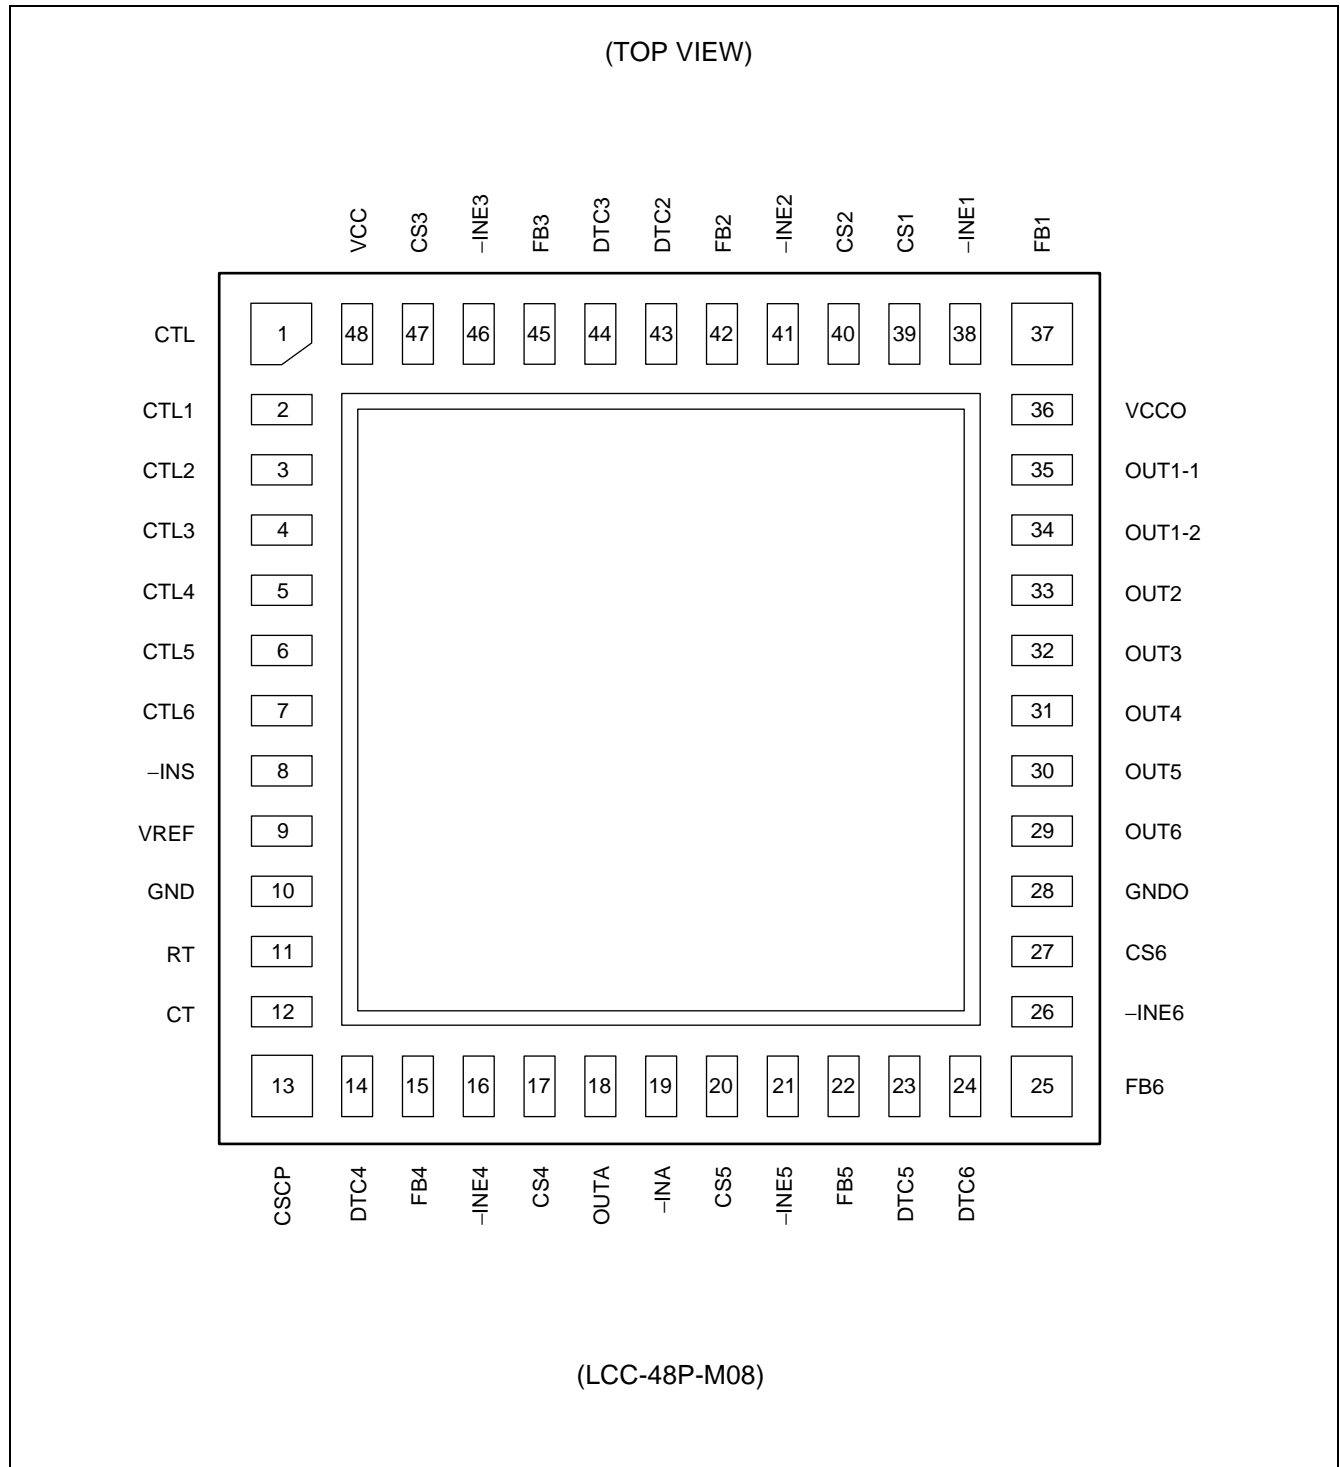 (TOP VIEW)
VCC CS3 –INE3 FB3 DTC3 DTC2 FB2 –INE2 CS2 CS1 –INE1 FB1
CTL 1 48 47 46 45 44 43 42 41 40 39 38 37
CTL1 2 36 VCCO
CTL2 3 35 OUT1-1
CTL3 4 34 OUT1-2
CTL4 5 33 OUT2
CTL5 6 32 OUT3
CTL6 7 31 OUT4
–INS 8 30 OUT5
VREF 9 29 OUT6
GND 10 28 GNDO
RT 11 27 CS6
CT 12 26 –INE6
13 14 15 16 17 18 19 20 21 22 23 24 25 FB6
CSCP DTC4 FB4 –INE4 CS4 OUTA –INA CS5 –INE5 FB5 DTC5 DTC6
(LCC-48P-M08)